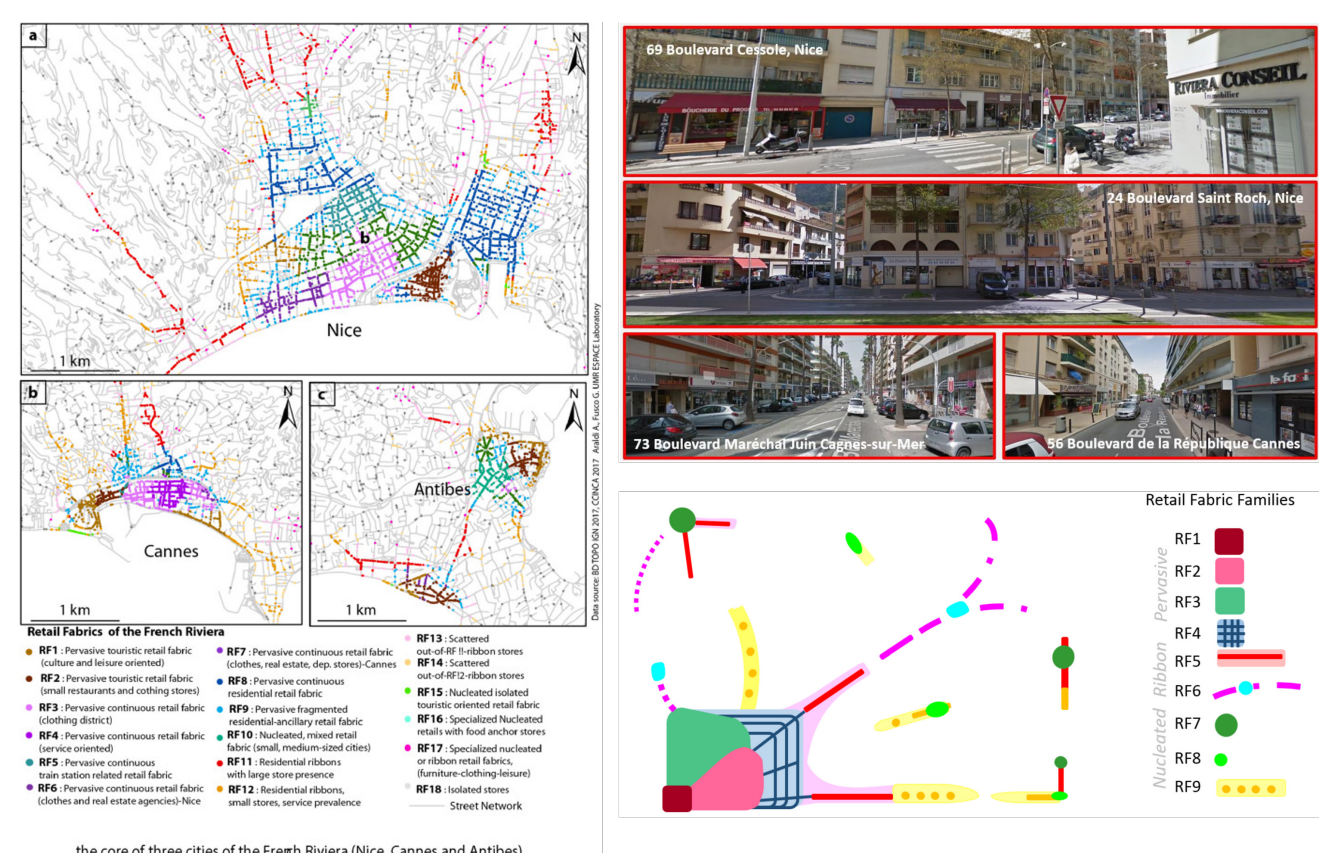 a
N
b
Nice
1 km
b
N
Cannes
1 km
c
N
Antibes
1 km
Data source: BD TOPO IGN 2017, CCINCA 2017 Araldi A., Fusco G. UMR ESPACE Laboratory
Retail Fabrics of the French Riviera
RF1 : Pervasive touristic retail fabric
(culture and leisure oriented)
RF2 : Pervasive touristic retail fabric
(small restaurants and cothing stores)
RF3 : Pervasive continuous retail fabric
(clothing district)
RF4 : Pervasive continuous retail fabric
(service oriented)
RF5 : Pervasive continuous
train station related retail fabric
RF6 : Pervasive continuous retail fabric
(clothes and real estate agencies)-Nice
RF7 : Pervasive continuous retail fabric
(clothes, real estate, dep. stores)-Cannes
RF8 : Pervasive continuous
residential retail fabric
RF9 : Pervasive fragmented
residential-ancillary retail fabric
RF10 : Nucleated, mixed retail
fabric (small, medium-sized cities)
RF11 : Residential ribbons
with large store presence
RF12 : Residential ribbons,
small stores, service prevalence
RF13 : Scattered
out-of-RF !!-ribbon stores
RF14 : Scattered
out-of-RF!2-ribbon stores
RF15 : Nucleated isolated
touristic oriented retail fabric
RF16 : Specialized Nucleated
retails with food anchor stores
RF17 : Specialized nucleated
or ribbon retail fabrics,
(furniture-clothing-leisure)
RF18 : Isolated stores
Street Network
the core of three cities of the French Riviera (Nice, Cannes and Antibes)
69 Boulevard Cessole, Nice
BOUCHERIE DU PROGRES
RIVIERA CONSEIL
Immobilier
24 Boulevard Saint Roch, Nice
73 Boulevard Maréchal Juin Cagnes-sur-Mer
le fasi
56 Boulevard de la République Cannes
Retail Fabric Families
Pervasive
RF1
RF2
RF3
RF4
Ribbon
RF5
RF6
Nucleated
RF7
RF8
RF9